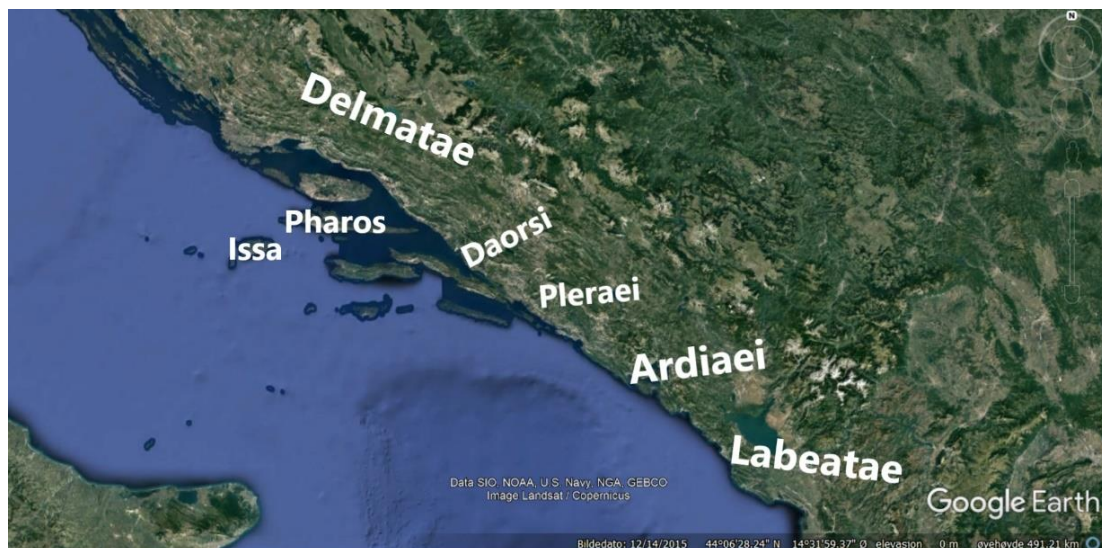 N
Delmatae
Pharos
Daorsi
Issa
Pleraei
Ardiaei
Labeatae
Data SIO, NOAA, U.S. Navy, NGA, GEBCO
Image Landsat / Copernicus
Google Earth
Bildedato: 12/14/2015 44°06'28.24" N 14°31'59.37" Ø elevasjon 0 m øyehøyde 491.21 km